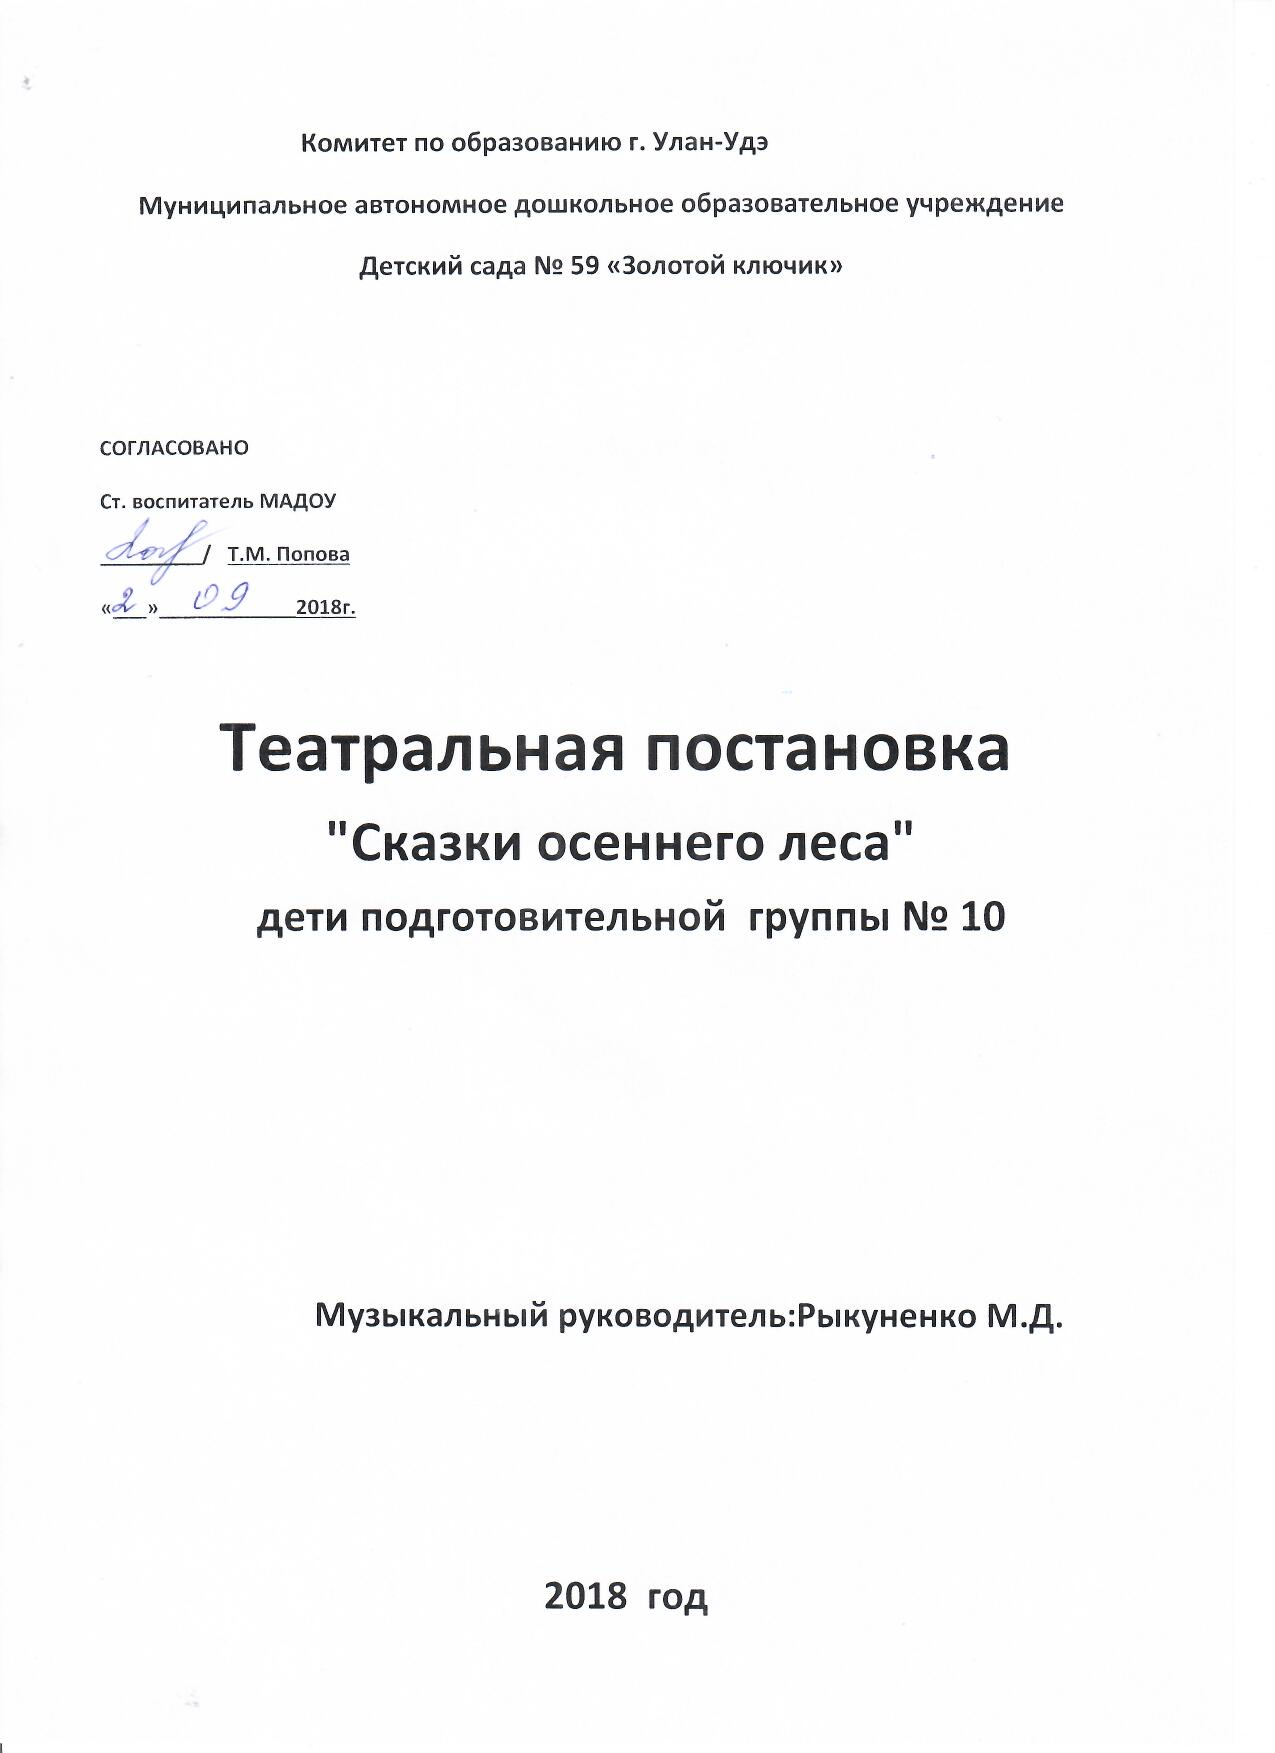 Комитет по образованию г. Улан-Удэ
Муниципальное автономное дошкольное образовательное учреждение
Детский сада № 59 «Золотой ключик»
СОГЛАСОВАНО
Ст. воспитатель МАДОУ
/ Т.М. Попова
«2» 09 2018г.
Театральная постановка
"Сказки осеннего леса"
дети подготовительной группы № 10
Музыкальный руководитель:Рыкуненко М.Д.
2018 год